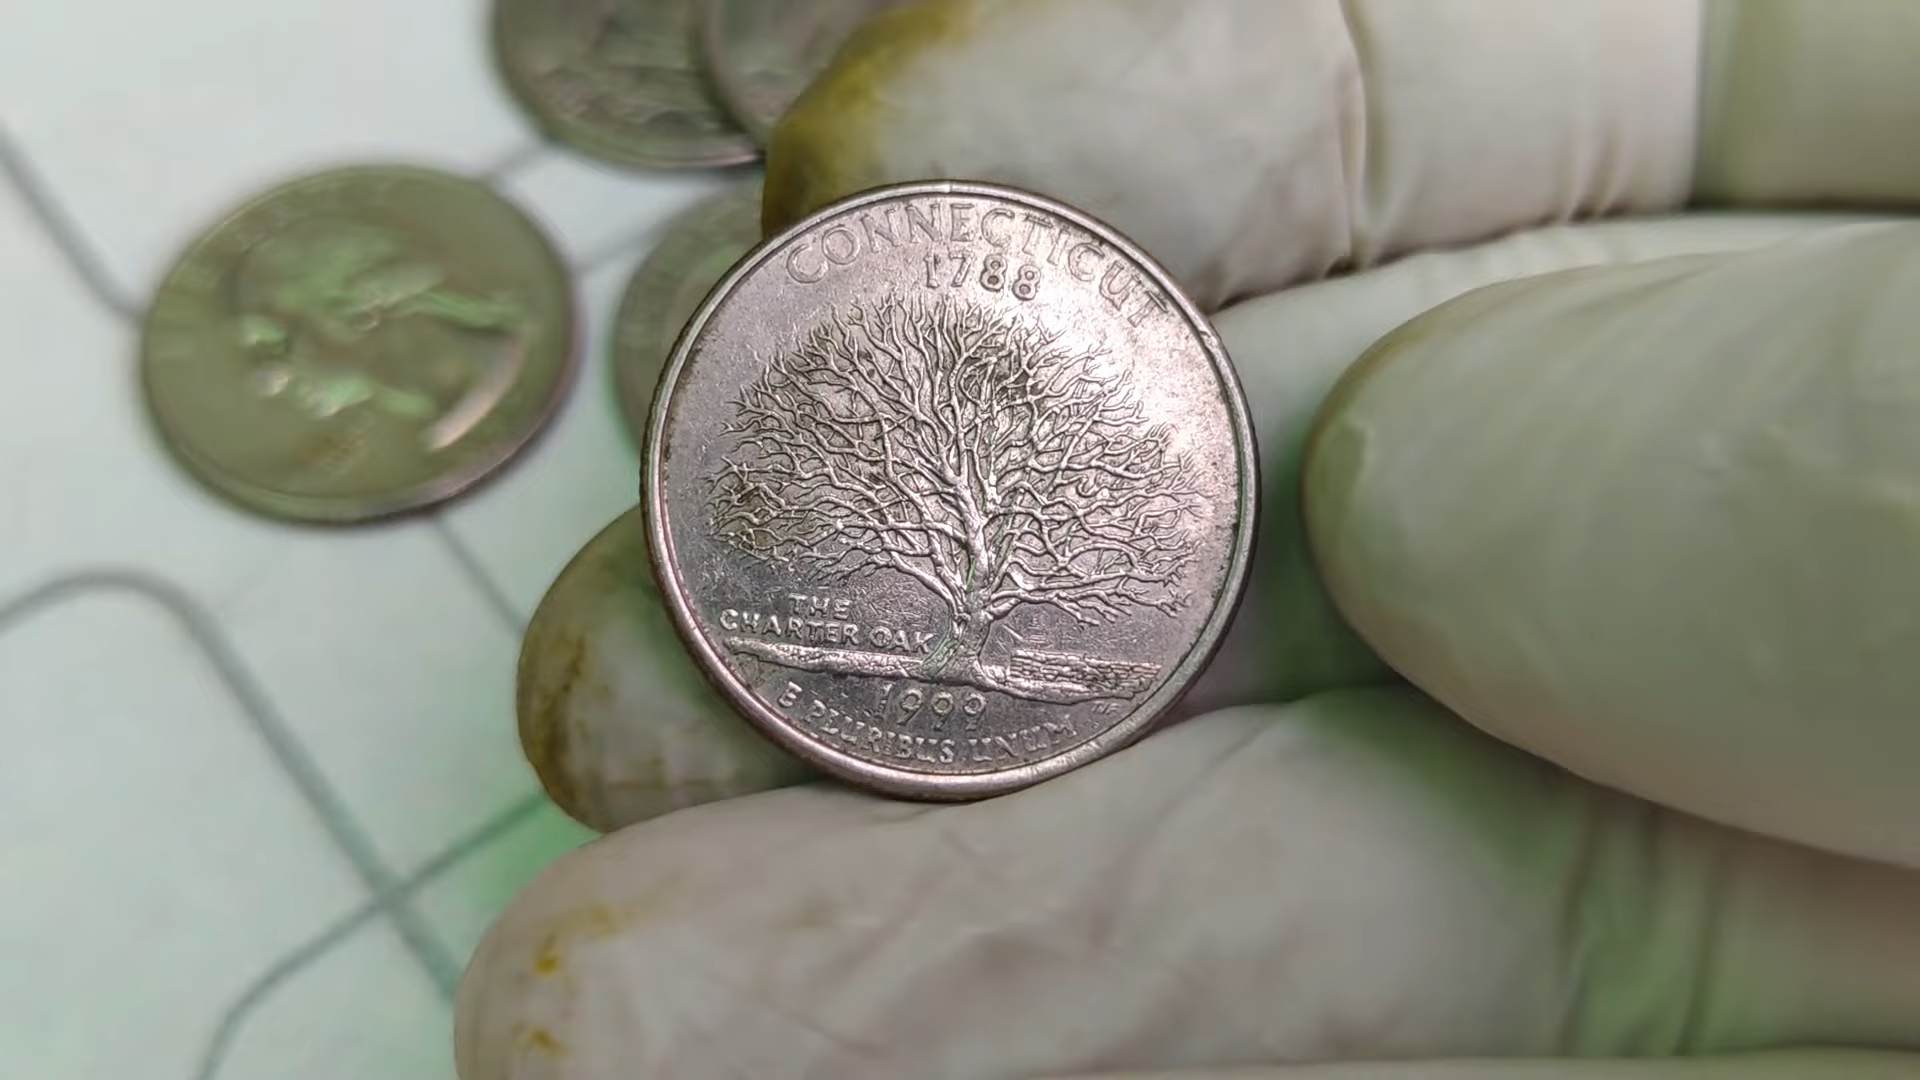 CONNECTICUT
1788
THE
CHARTER OAK
1999
E PLURIBUS UNUM